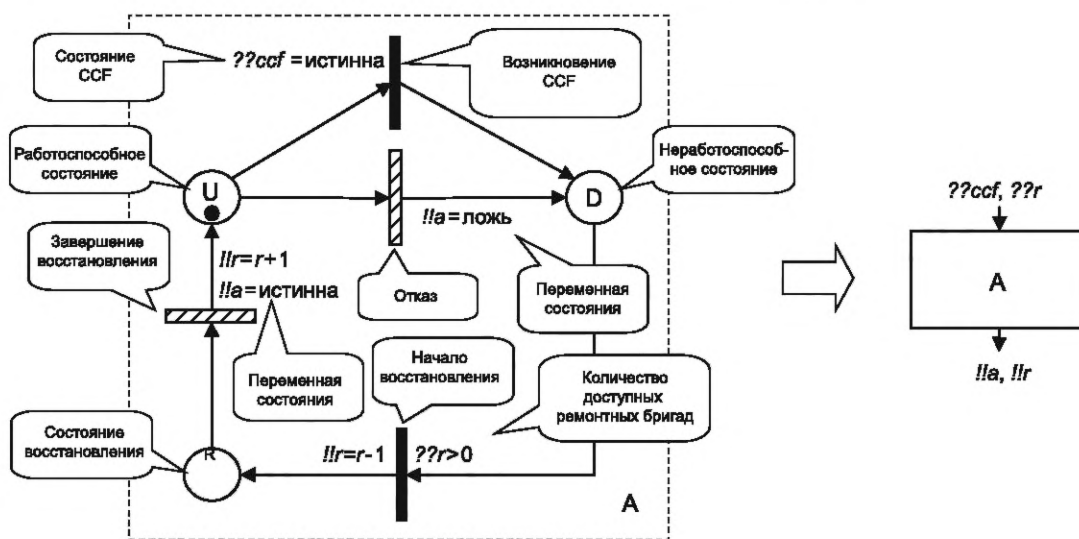 Состояние
CCF
??ccf = истинна
Возникновение
CCF
Работоспособное
состояние
U
Неработоспособ-
ное состояние
D
!!a = ложь
Завершение
восстановления
!!r = r + 1
!!a = истинна
Отказ
Переменная
состояния
Переменная
состояния
Начало
восстановления
Количество
доступных
ремонтных бригад
Состояние
восстановления
R
!!r = r - 1
??r > 0
A
??ccf, ??r
A
!!a, !!r